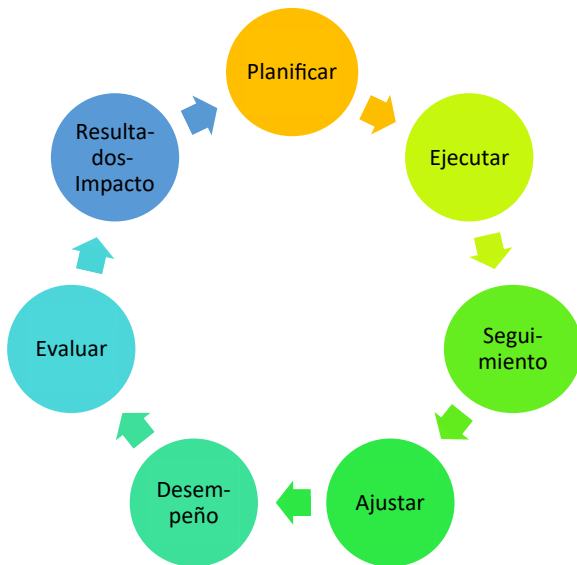 Planificar
Ejecutar
Segui-
miento
Ajustar
Desem-
peño
Evaluar
Resulta-
dos-
Impacto